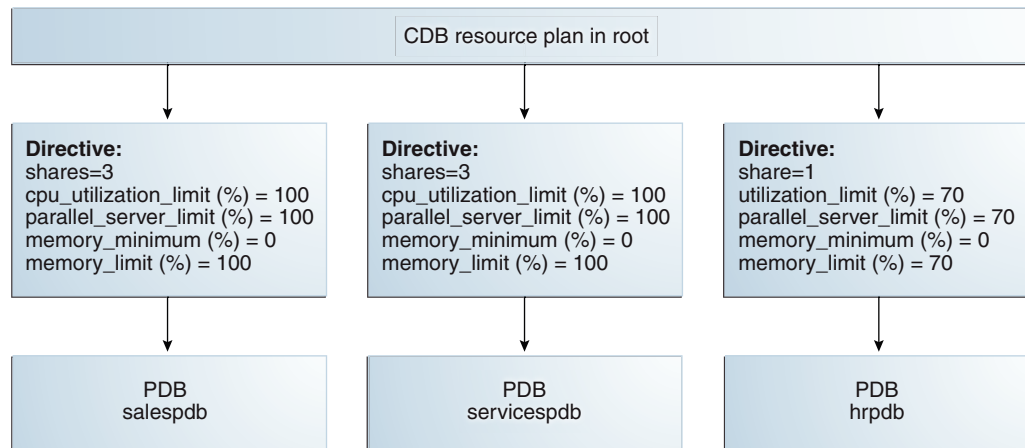 CDB resource plan in root
Directive:
shares=3
cpu_utilization_limit (%) = 100
parallel_server_limit (%) = 100
memory_minimum (%) = 0
memory_limit (%) = 100
Directive:
shares=3
cpu_utilization_limit (%) = 100
parallel_server_limit (%) = 100
memory_minimum (%) = 0
memory_limit (%) = 100
Directive:
share=1
utilization_limit (%) = 70
parallel_server_limit (%) = 70
memory_minimum (%) = 0
memory_limit (%) = 70
PDB
salespdb
PDB
servicespdb
PDB
hrpdb